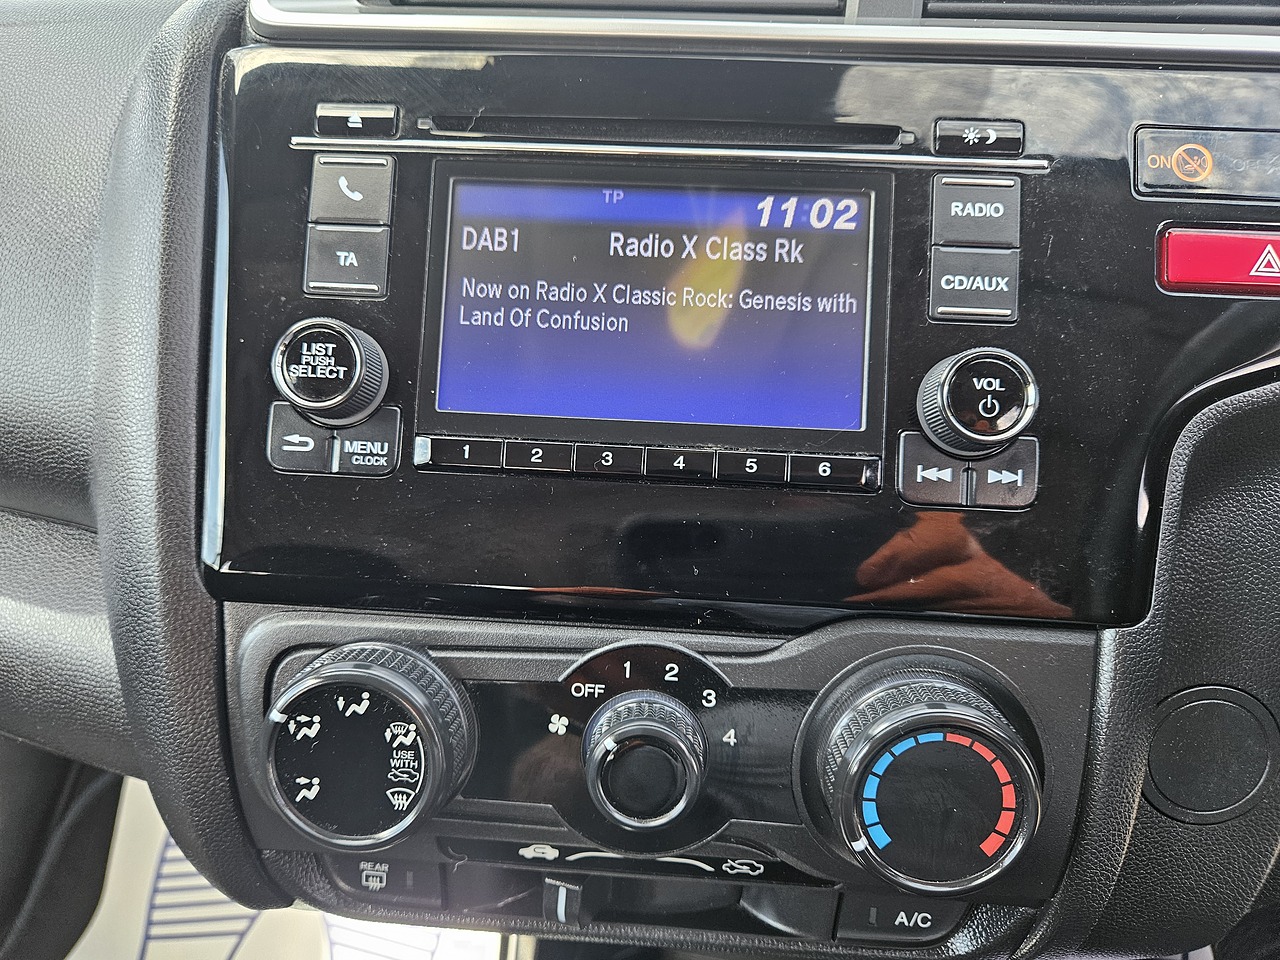 TP
11:02
DAB1
Radio X Class Rk
Now on Radio X Classic Rock: Genesis with
Land Of Confusion
TA
RADIO
CD/AUX
ON
LIST
PUSH
SELECT
VOL
MENU
CLOCK
1 2 3 4 5 6
OFF 1 2 3 4
USE
WITH
REAR
A/C